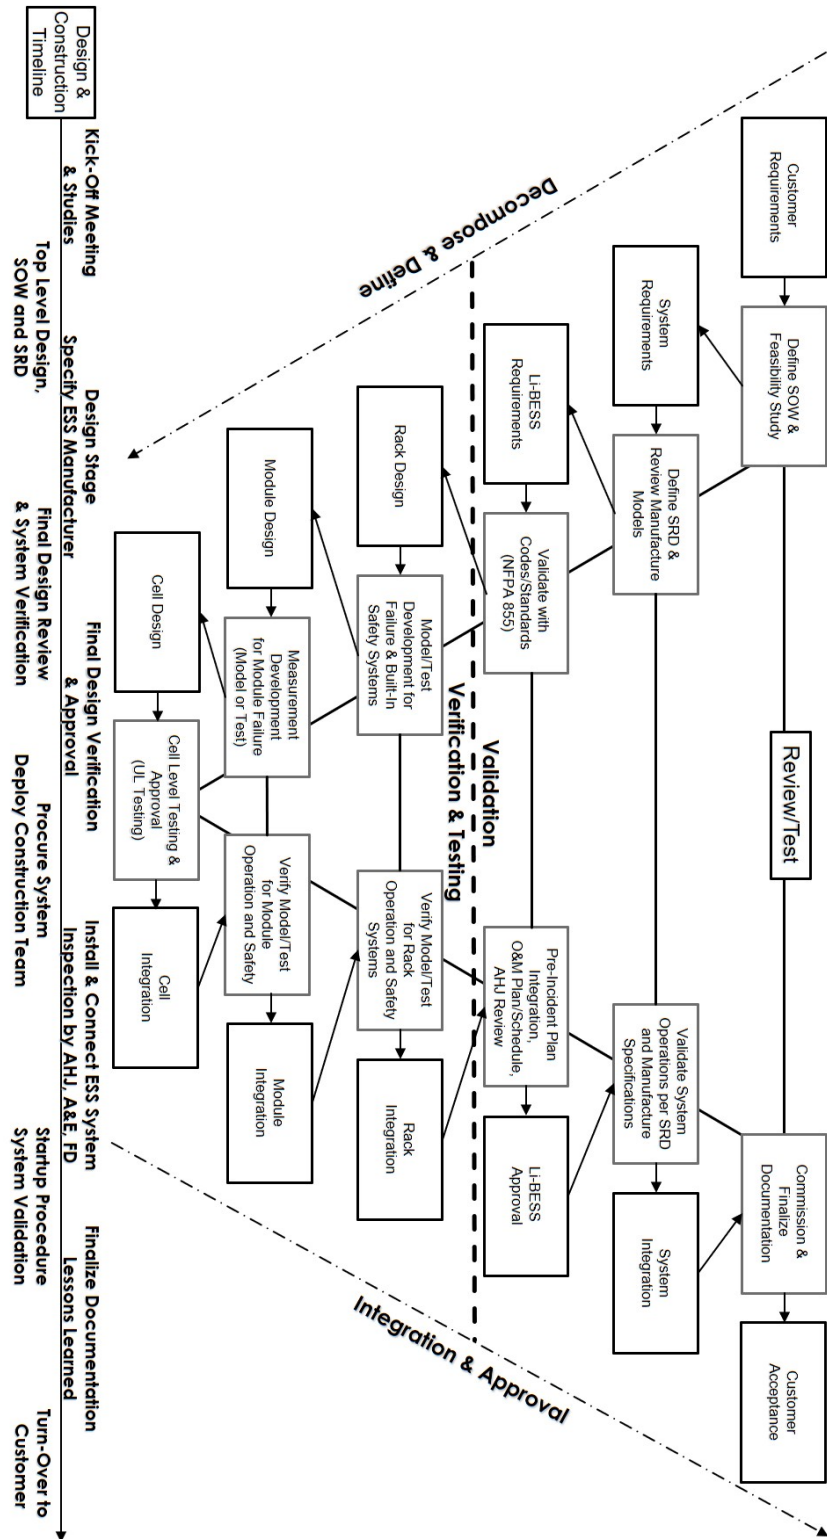 Customer
Requirements
Define SOW &
Feasibility Study
Review/Test
Commission &
Finalize
Documentation
Customer
Acceptance
System
Requirements
Define SRD &
Review Manufacture
Models
Validate System
Operations per SRD
and Manufacture
Specifications
System
Integration
Li-BESS
Requirements
Validate with
Codes/Standards
(NFPA 855)
Pre-Incident Plan
Integration,
O&M Plan/Schedule,
AHJ Review
Li-BESS
Approval
Decompose & Define
Validation
Verification & Testing
Integration & Approval
Rack Design
Model/Test
Development for
Failure & Built-In
Safety Systems
Verify Model/Test
for Rack
Operation and Safety
Systems
Rack
Integration
Module Design
Measurement
Development
for Module Failure
(Model or Test)
Verify Model/Test
for Module
Operation and Safety
Module
Integration
Cell Design
Cell Level Testing &
Approval
(UL Testing)
Cell
Integration
Design &
Construction
Timeline
Kick-Off Meeting
& Studies
Top Level Design,
SOW and SRD
Design Stage
Specify ESS Manufacturer
Final Design Review
& System Verification
Final Design Verification
& Approval
Procure System
Deploy Construction Team
Install & Connect ESS System
Inspection by AHJ, A&E, FD
Startup Procedure
System Validation
Finalize Documentation
Lessons Learned
Turn-Over to
Customer